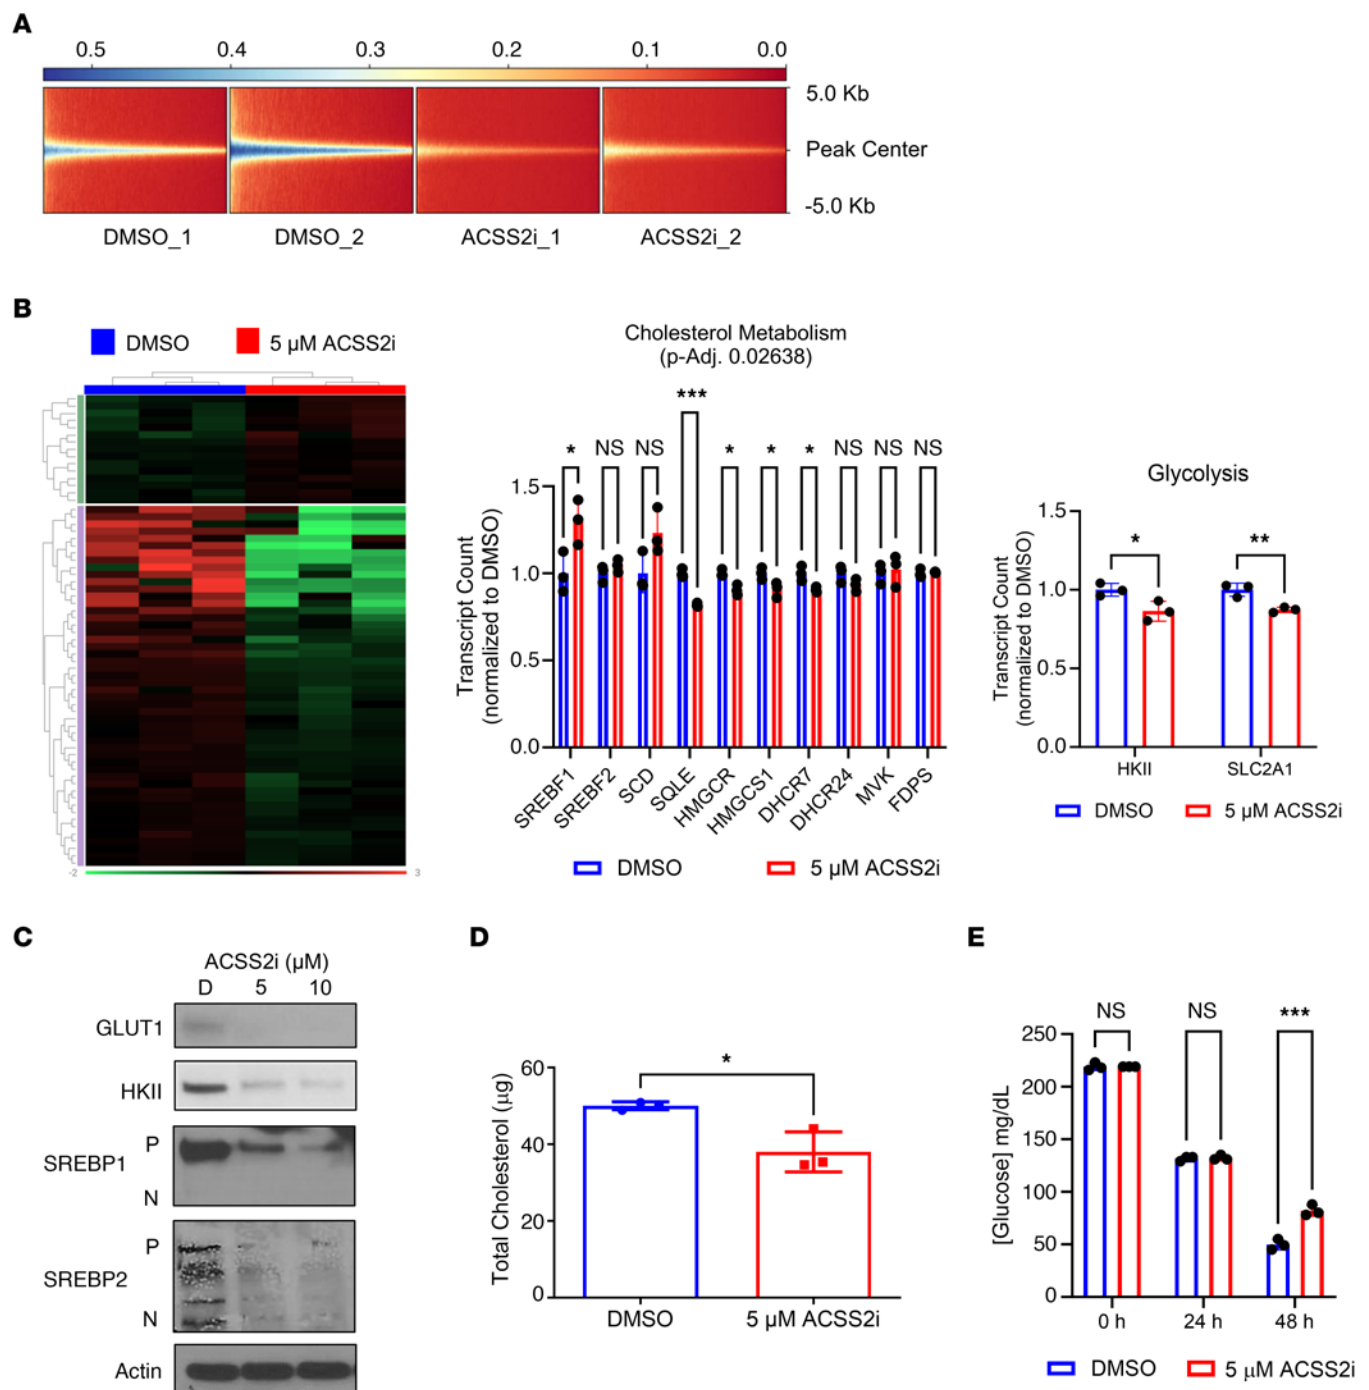 A
0.5 0.4 0.3 0.2 0.1 0.0
5.0 Kb
Peak Center
-5.0 Kb
DMSO_1 DMSO_2 ACSS2i_1 ACSS2i_2
B
DMSO 5 µM ACSS2i
-2 3
Cholesterol Metabolism
(p-Adj. 0.02638)
***
* NS NS * * * NS NS NS
Transcript Count
(normalized to DMSO)
1.5
1.0
0.5
0.0
SREBF1 SREBF2 SCD SQLE HMGCR HMGCS1 DHCR7 DHCR24 MVK FDPS
DMSO 5 µM ACSS2i
Glycolysis
* **
Transcript Count
(normalized to DMSO)
1.5
1.0
0.5
0.0
HKII SLC2A1
DMSO 5 µM ACSS2i
C
ACSS2i (µM)
D 5 10
GLUT1
HKII
P
SREBP1
N
P
SREBP2
N
Actin
D
*
Total Cholesterol (µg)
60
40
20
0
DMSO 5 µM ACSS2i
E
NS NS ***
[Glucose] mg/dL
250
200
150
100
50
0
0 h 24 h 48 h
DMSO 5 µM ACSS2i